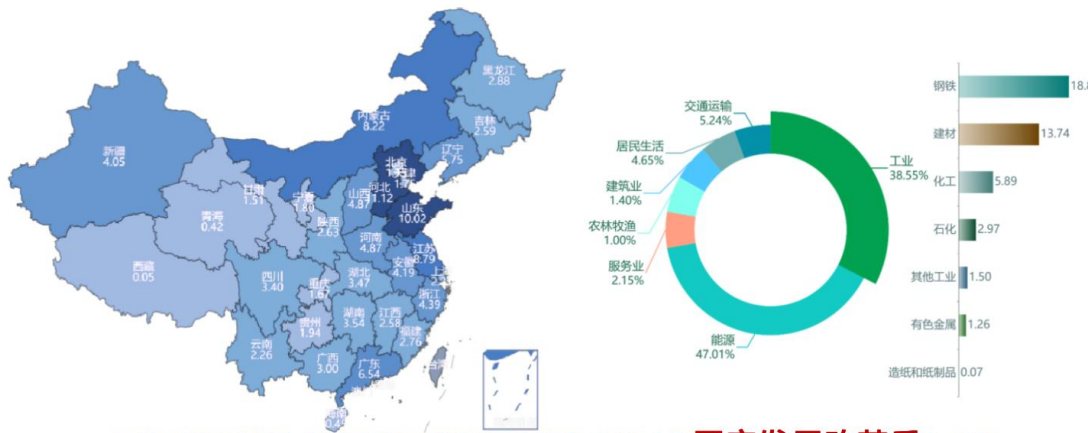 黑龙江
2.88
吉林
2.59
内蒙古
8.22
辽宁
5.75
新疆
4.05
北京
甘肃
1.51
宁夏
河北
11.12
山西
4.87
山东
10.02
青海
0.42
陕西
2.63
河南
4.87
江苏
8.79
安徽
4.19
西藏
0.05
四川
3.40
重庆
1.67
湖北
3.47
浙江
4.39
湖南
3.54
江西
2.58
贵州
1.94
福建
2.76
云南
2.26
广西
3.00
广东
6.54
交通运输
5.24%
居民生活
4.65%
建筑业
1.40%
农林牧渔
1.00%
服务业
2.15%
能源
47.01%
工业
38.55%
钢铁
18.8
建材
13.74
化工
5.89
石化
2.97
其他工业
1.50
有色金属
1.26
造纸和纸制品
0.07